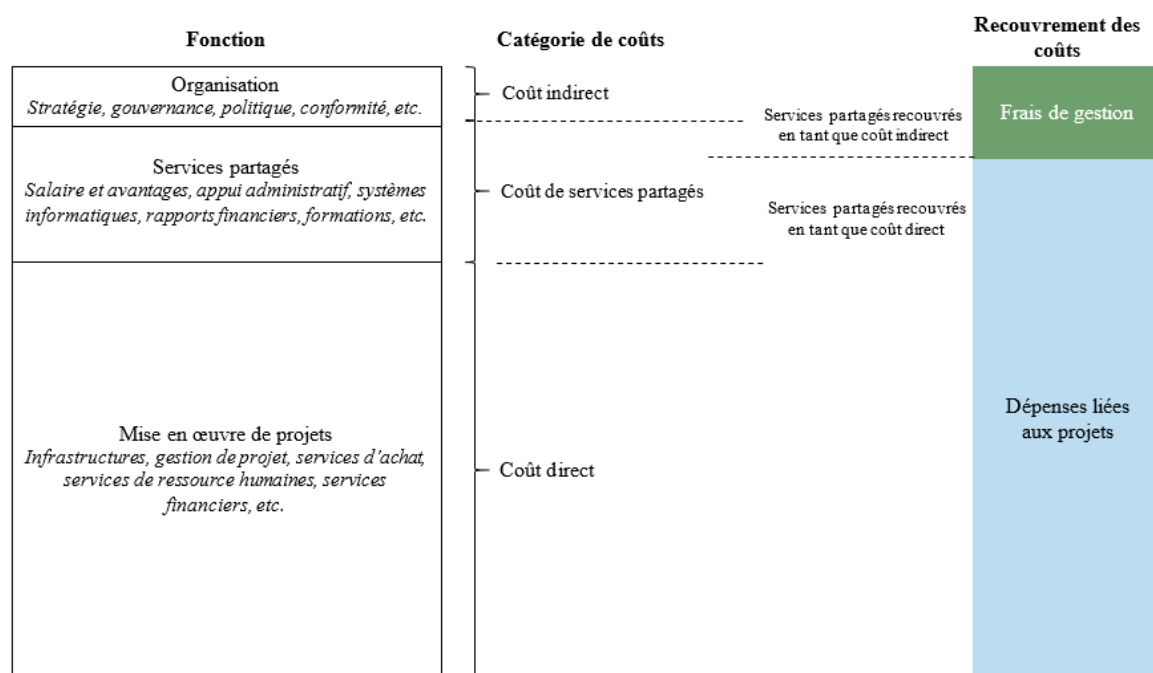 Fonction
Catégorie de coûts
Recouvrement des
coûts
Organisation
Stratégie, gouvernance, politique, conformité, etc.
Coût indirect
Services partagés recouvrés
en tant que coût indirect
Frais de gestion
Services partagés
Salaire et avantages, appui administratif, systèmes
informatiques, rapports financiers, formations, etc.
Coût de services partagés
Services partagés recouvrés
en tant que coût direct
Mise en œuvre de projets
Infrastructures, gestion de projet, services d'achat,
services de ressource humaines, services
financiers, etc.
Coût direct
Dépenses liées
aux projets